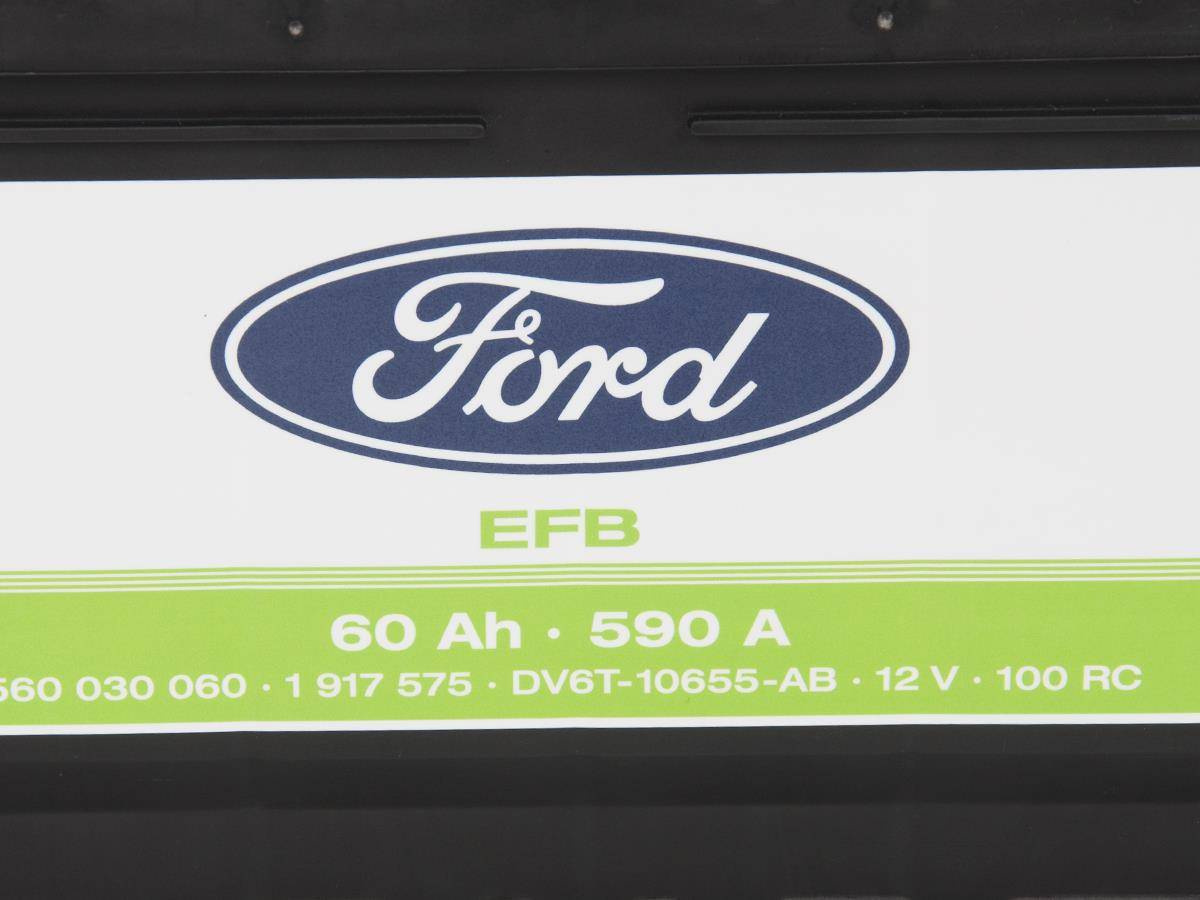 Ford
EFB
60 Ah · 590 A
560 030 060 · 1 917 575 · DV6T-10655-AB · 12 V · 100 RC